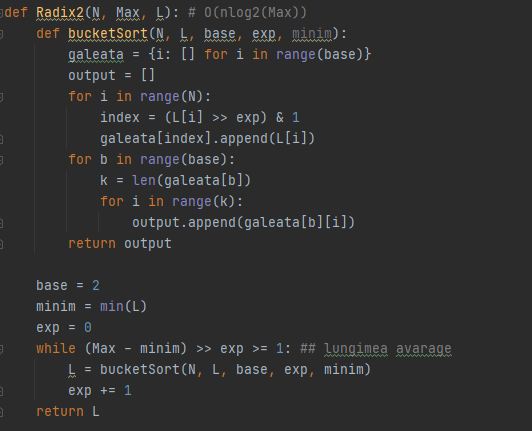 def Radix2(N, Max, L): # O(nlog2(Max))
    def bucketSort(N, L, base, exp, minim):
        galeata = {i: [] for i in range(base)}
        output = []
        for i in range(N):
            index = (L[i] >> exp) & 1
            galeata[index].append(L[i])
        for b in range(base):
            k = len(galeata[b])
            for i in range(k):
                output.append(galeata[b][i])
        return output

    base = 2
    minim = min(L)
    exp = 0
    while (Max - minim) >> exp >= 1: ## lungimea avarage
        L = bucketSort(N, L, base, exp, minim)
        exp += 1
    return L